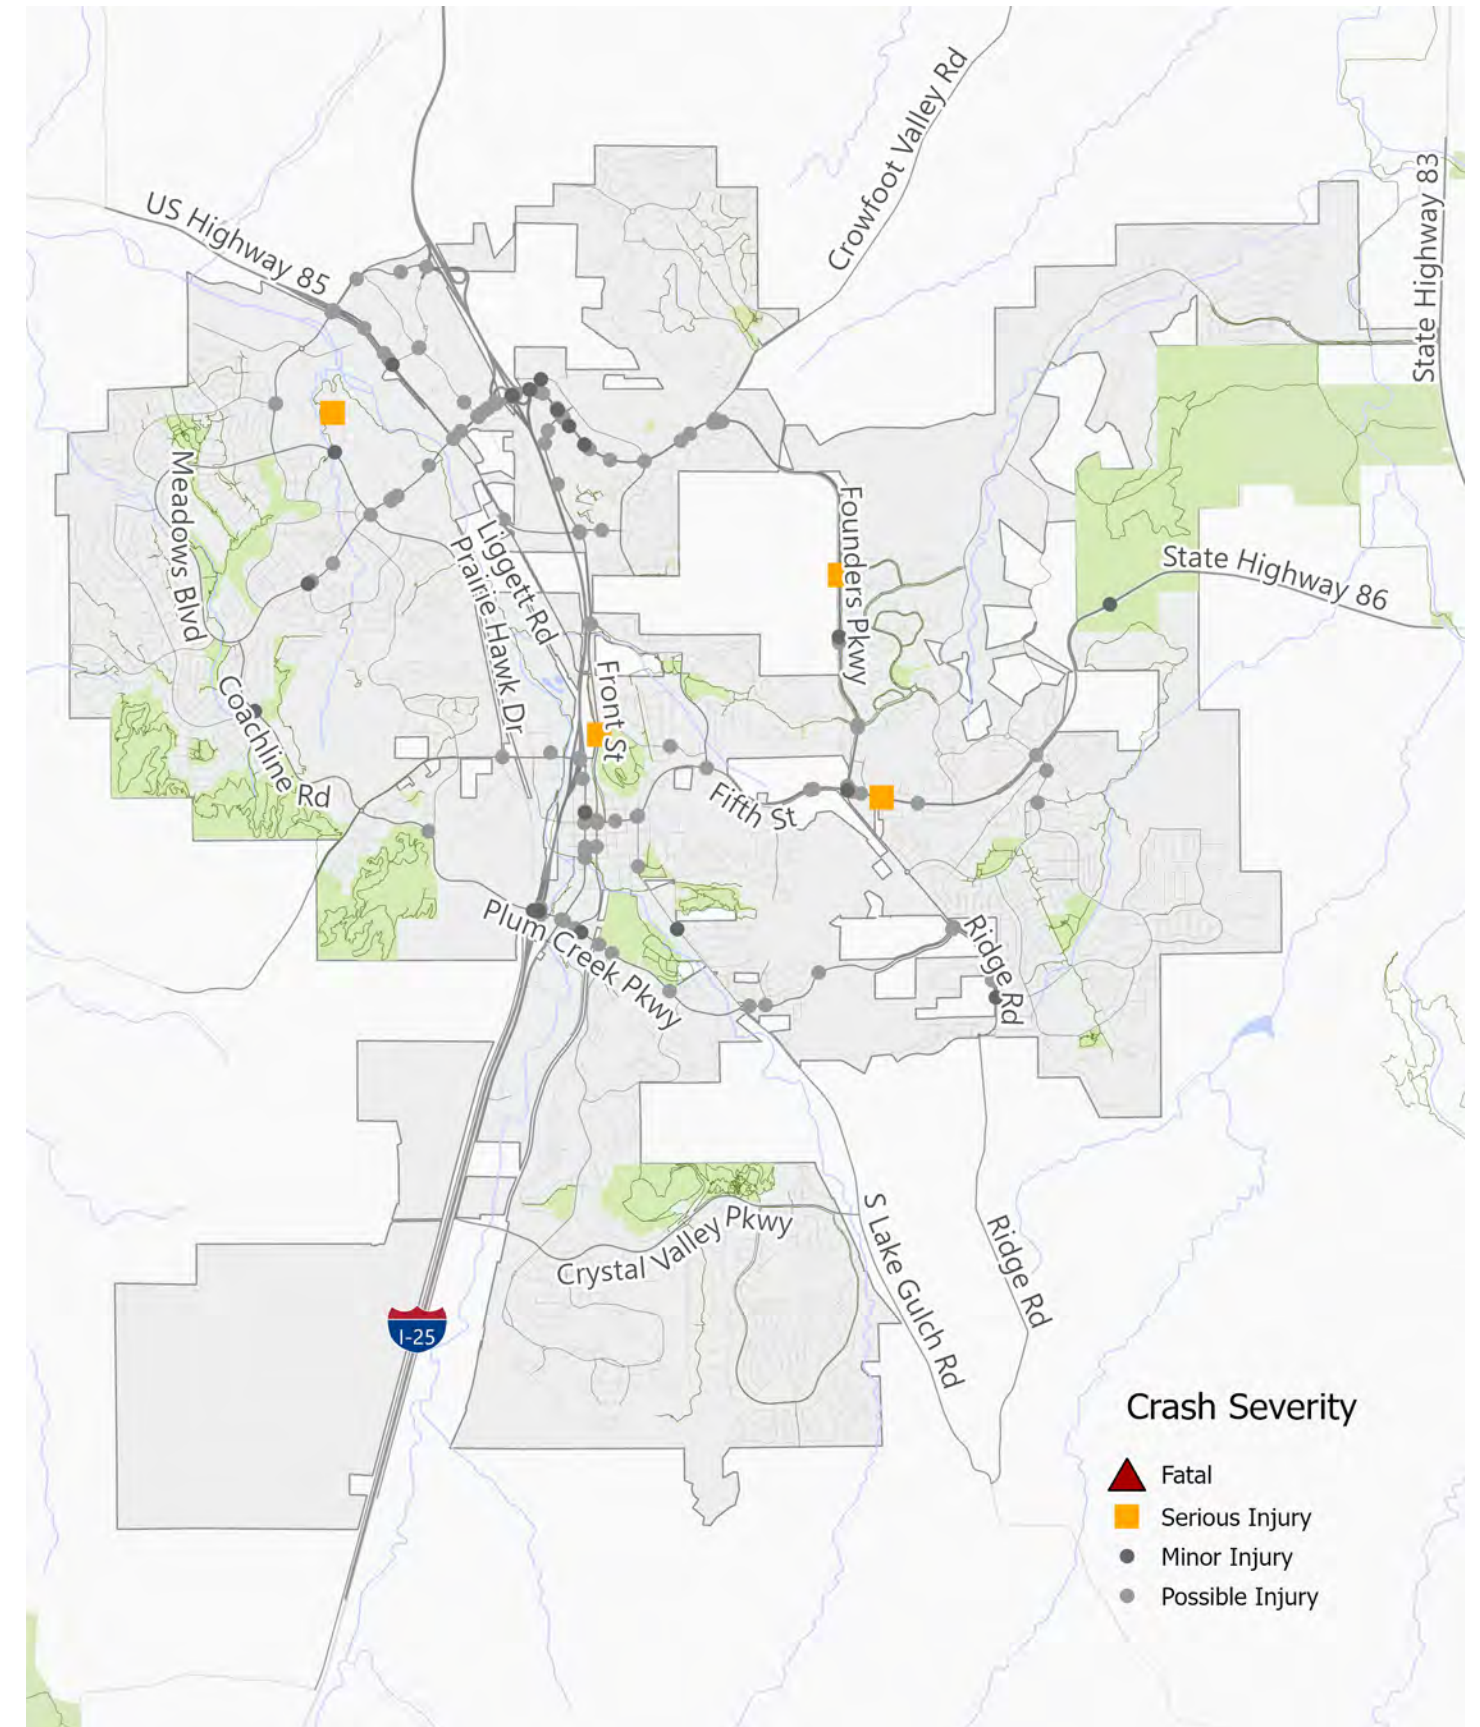 Crowfoot Valley Rd
State Highway 83
US Highway 85
Meadows Blvd
Liggett Rd
Prairie Hawk Dr
Founders Pkwy
State Highway 86
Front St
Coachline Rd
Fifth St
Plum Creek Pkwy
Ridge Rd
Crystal Valley Pkwy
S Lake Gulch Rd
Ridge Rd
I-25
Crash Severity
Fatal
Serious Injury
Minor Injury
Possible Injury